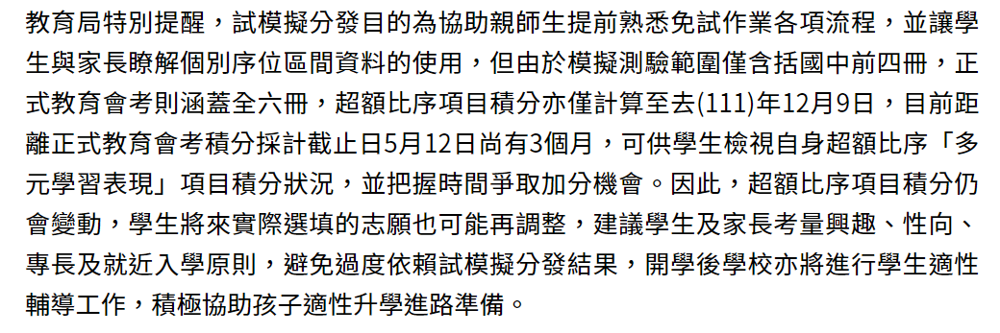 教育局特別提醒，試模擬分發目的為協助親師生提前熟悉免試作業各項流程，並讓學
生與家長瞭解個別序位區間資料的使用，但由於模擬測驗範圍僅含括國中前四冊，正
式教育會考則涵蓋全六冊，超額比序項目積分亦僅計算至去(111)年12月9日，目前距
離正式教育會考積分採計截止日5月12日尚有3個月，可供學生檢視自身超額比序「多
元學習表現」項目積分狀況，並把握時間爭取加分機會。因此，超額比序項目積分仍
會變動，學生將來實際選填的志願也可能再調整，建議學生及家長考量興趣、性向、
專長及就近入學原則，避免過度依賴試模擬分發結果，開學後學校亦將進行學生適性
輔導工作，積極協助孩子適性升學進路準備。